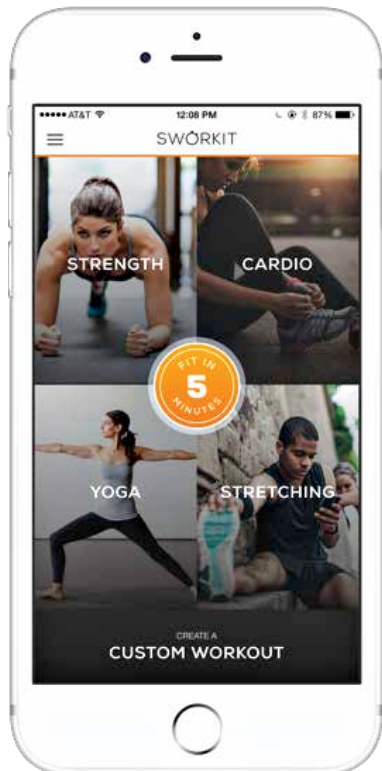 AT&T 12:08 PM 87%
SWORKIT
STRENGTH CARDIO
FIT IN
5
MINUTES
YOGA STRETCHING
CREATE A
CUSTOM WORKOUT